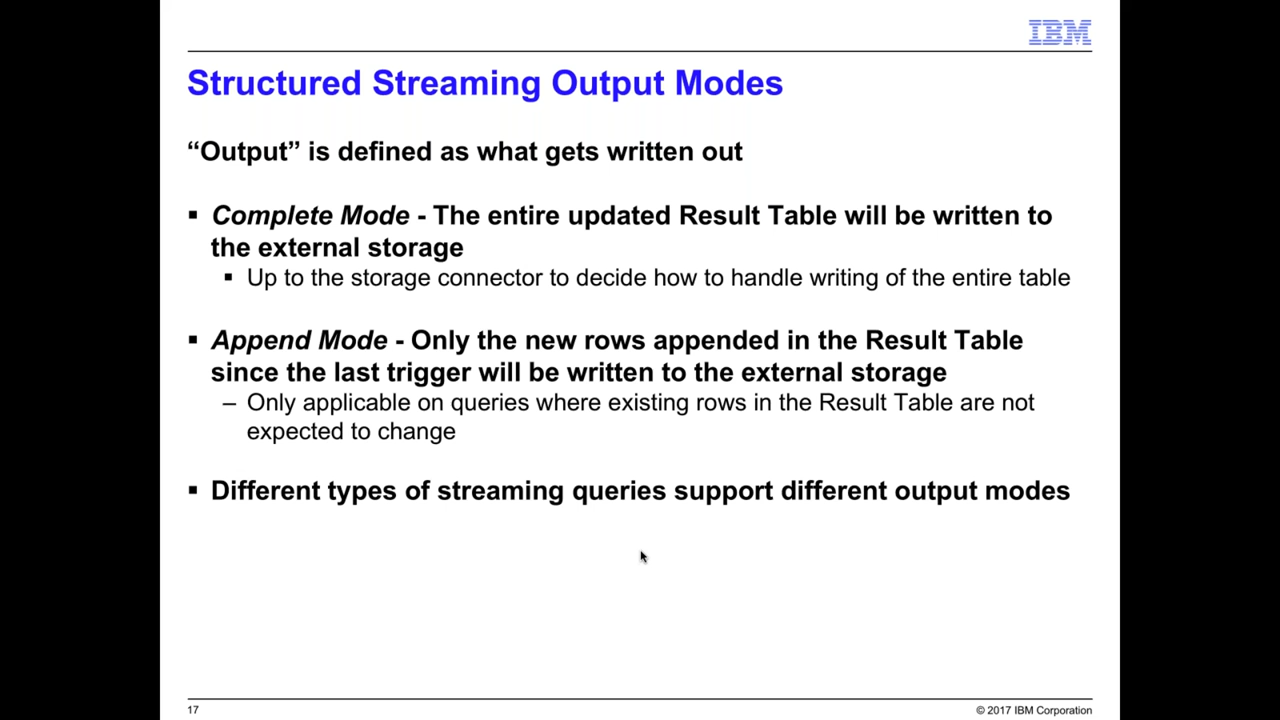 IBM
Structured Streaming Output Modes
“Output” is defined as what gets written out
▪ Complete Mode - The entire updated Result Table will be written to
the external storage
▪ Up to the storage connector to decide how to handle writing of the entire table
▪ Append Mode - Only the new rows appended in the Result Table
since the last trigger will be written to the external storage
– Only applicable on queries where existing rows in the Result Table are not
expected to change
▪ Different types of streaming queries support different output modes
17
© 2017 IBM Corporation